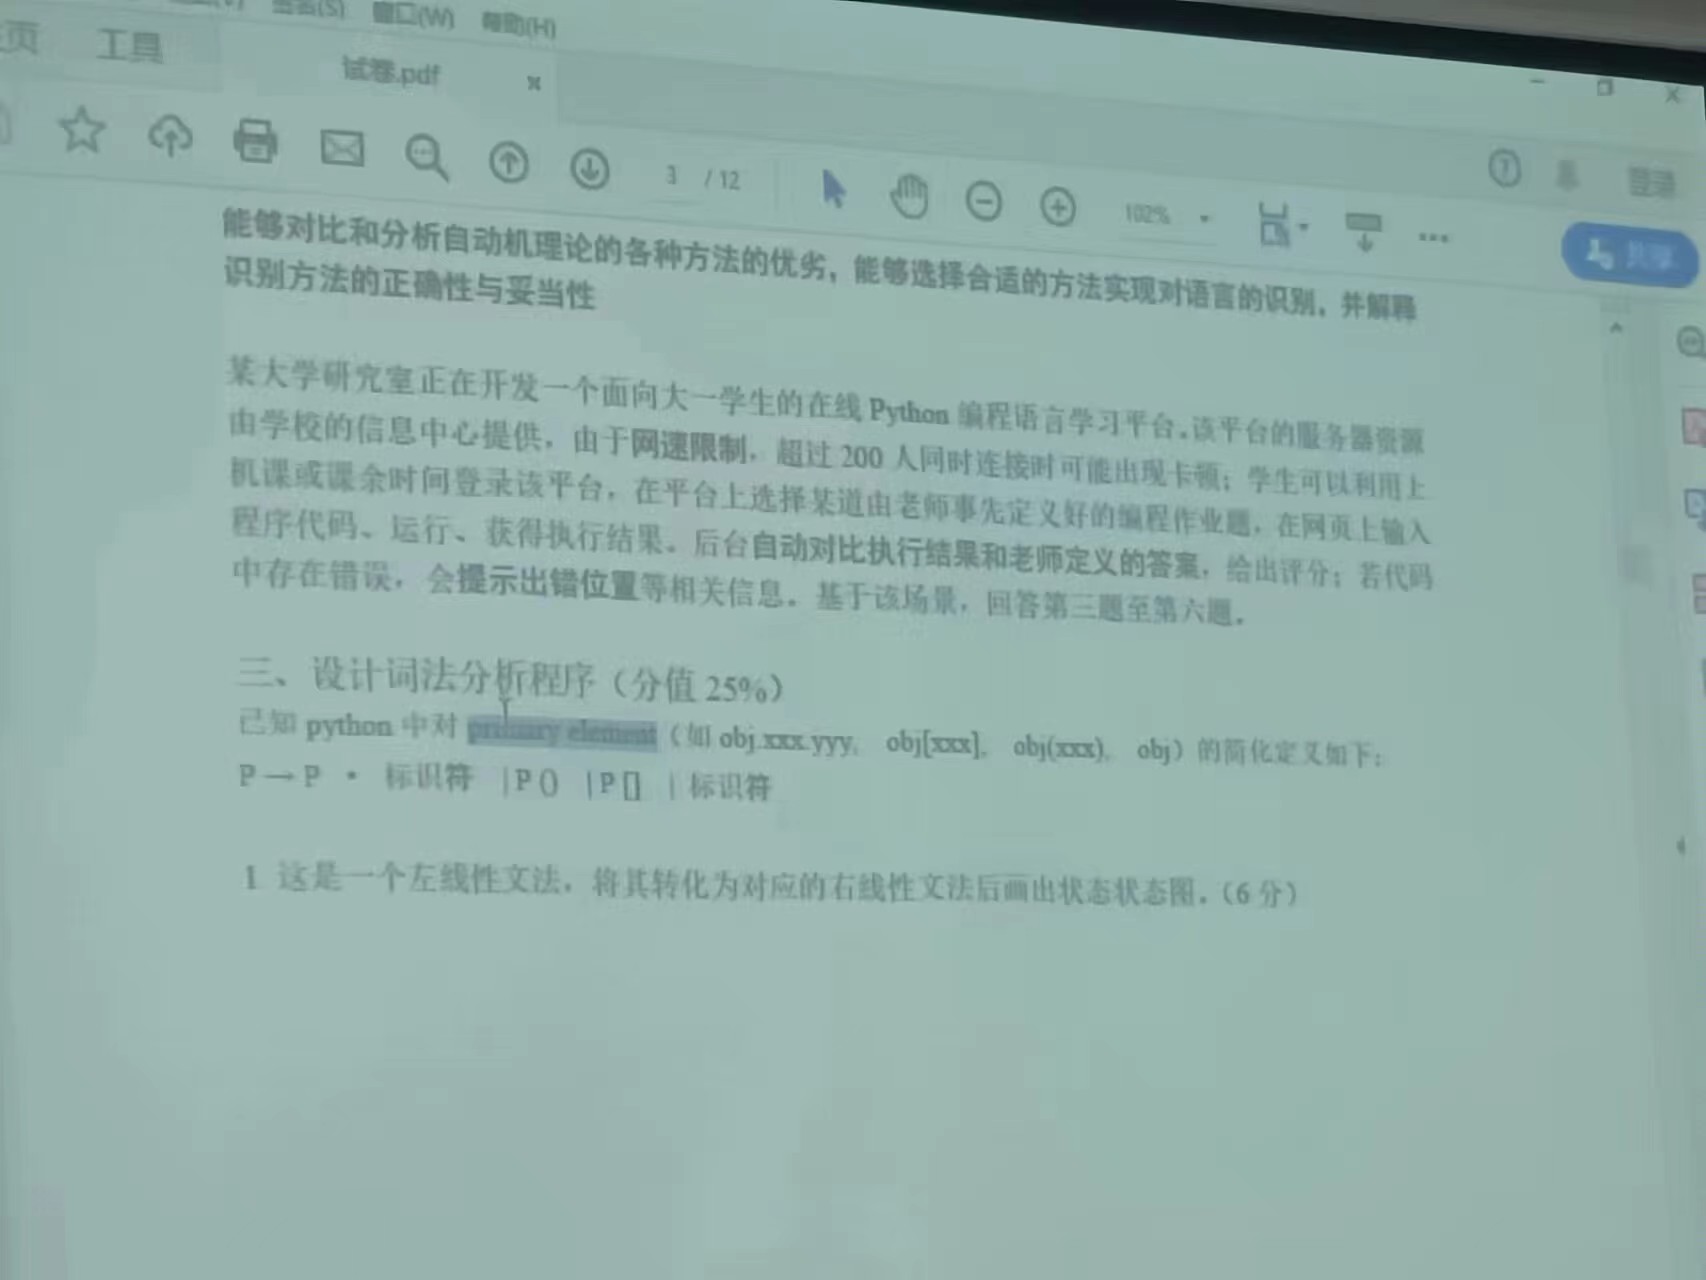 签名(S) 窗口(W) 帮助(H)
工具
试卷.pdf
3 / 12
102%
登录
共享
能够对比和分析自动机理论的各种方法的优劣，能够选择合适的方法实现对语言的识别，并解释
识别方法的正确性与妥当性
某大学研究室正在开发一个面向大一学生的在线 Python 编程语言学习平台。该平台的服务器资源
由学校的信息中心提供，由于网速限制，超过 200 人同时连接时可能出现卡顿；学生可以利用上
机课或课余时间登录该平台，在平台上选择某道由老师事先定义好的编程作业题，在网页上输入
程序代码、运行、获得执行结果。后台自动对比执行结果和老师定义的答案，给出评分；若代码
中存在错误，会提示出错位置等相关信息。基于该场景，回答第三题至第六题。
三、设计词法分析程序（分值 25%）
已知 python 中对 primary element（如 obj.xxx.yyy, obj[xxx], obj(xxx), obj）的简化定义如下：
P → P · 标识符 | P () | P [] | 标识符
1 这是一个左线性文法，将其转化为对应的右线性文法后画出状态状态图。（6 分）